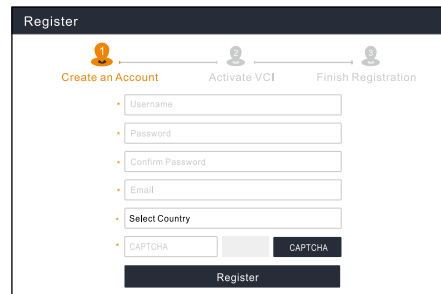 Register
1 2 3
Create an Account Activate VCI Finish Registration
* Username
* Password
* Confirm Password
* Email
* Select Country
* CAPTCHA CAPTCHA
Register